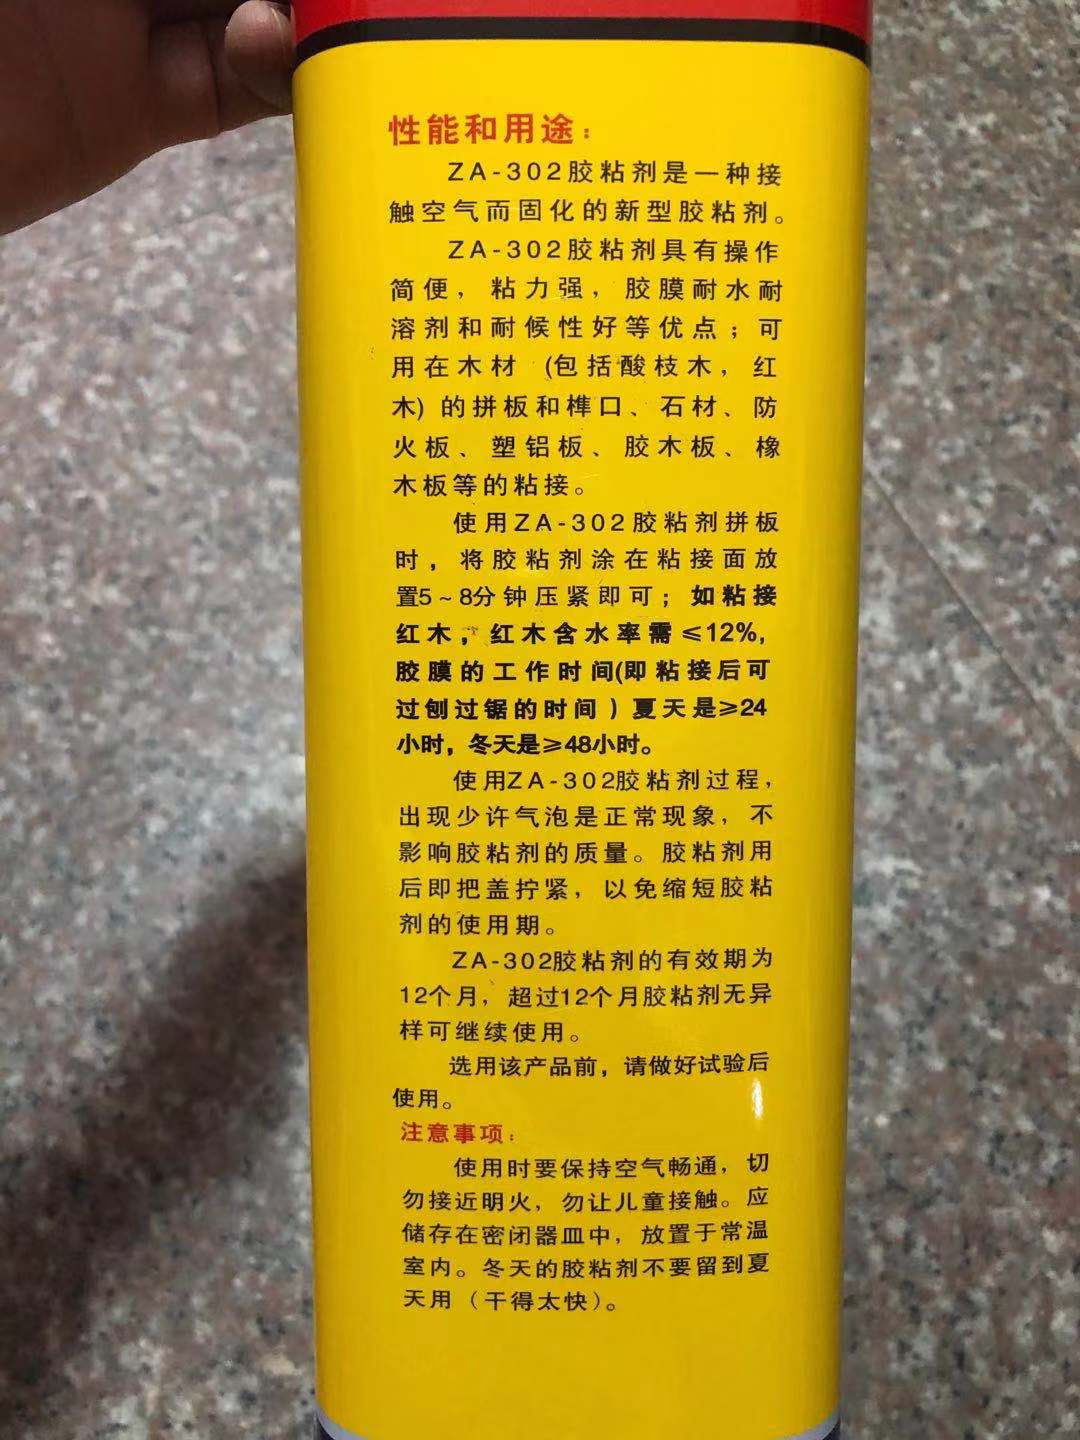 性能和用途：
ZA-302胶粘剂是一种接
触空气而固化的新型胶粘剂。
ZA-302胶粘剂具有操作
简便，粘力强，胶膜耐水耐
溶剂和耐候性好等优点；可
用在木材 (包括酸枝木，红
木) 的拼板和榫口、石材、防
火板、塑铝板、胶木板、橡
木板等的粘接。
使用ZA-302胶粘剂拼板
时，将胶粘剂涂在粘接面放
置5~8分钟压紧即可；如粘接
红木，红木含水率需≤12%,
胶膜的工作时间(即粘接后可
过刨过锯的时间）夏天是≥24
小时，冬天是≥48小时。
使用ZA-302胶粘剂过程，
出现少许气泡是正常现象，不
影响胶粘剂的质量。胶粘剂用
后即把盖拧紧，以免缩短胶粘
剂的使用期。
ZA-302胶粘剂的有效期为
12个月，超过12个月胶粘剂无异
样可继续使用。
选用该产品前，请做好试验后
使用。
注意事项：
使用时要保持空气畅通，切
勿接近明火，勿让儿童接触。应
储存在密闭器皿中，放置于常温
室内。冬天的胶粘剂不要留到夏
天用（干得太快）。